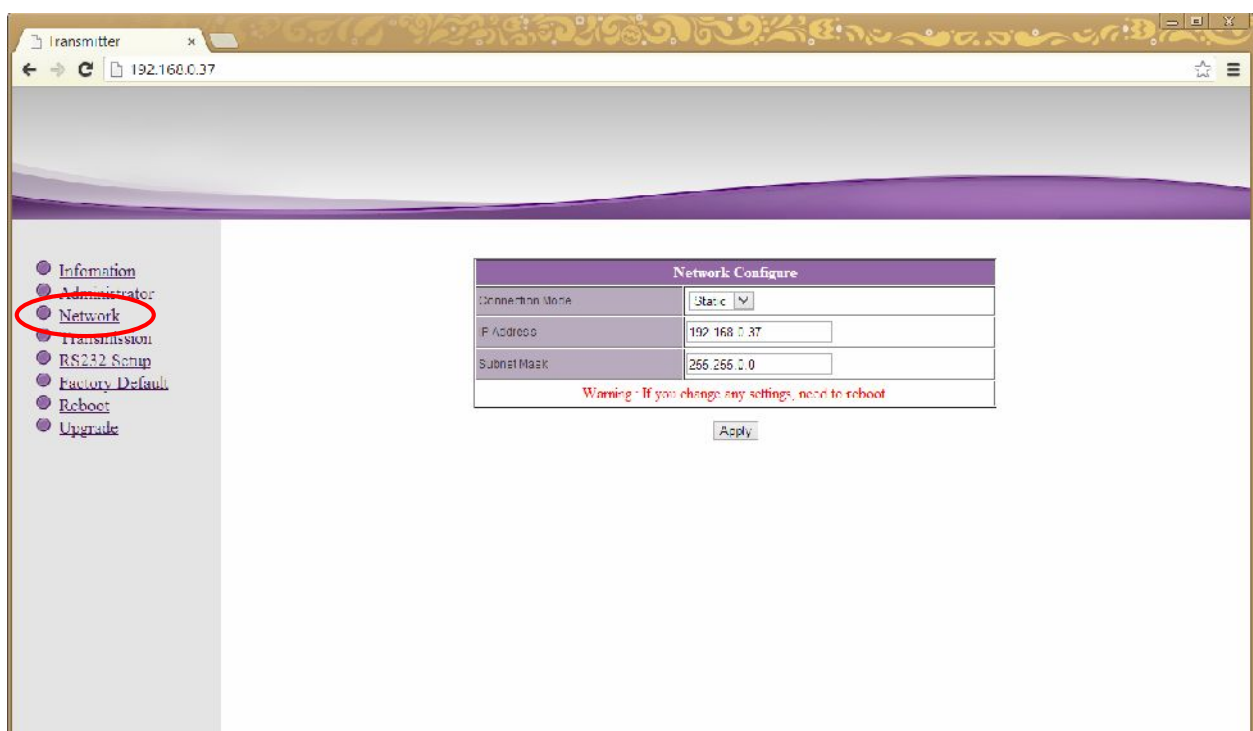 Transmitter
192.168.0.37
Infomation
Administrator
Network
Transmission
RS232 Setup
Factory Default
Reboot
Upgrade
Network Configure
Connection Mode Static
IP Address 192.168.0.37
Subnet Mask 255.255.0.0
Warning : If you change any settings, need to reboot
Apply